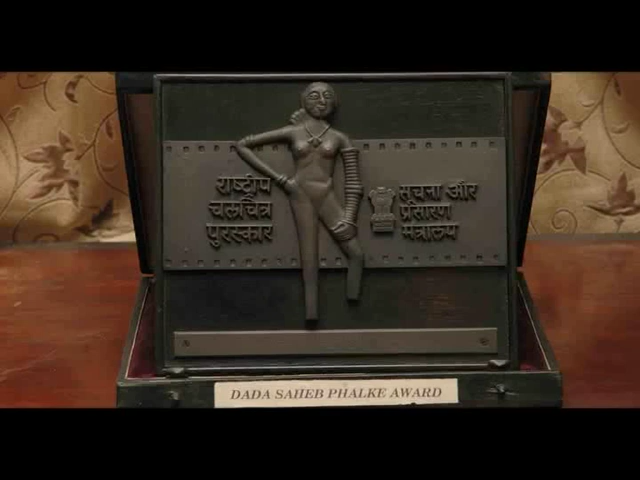 राष्ट्रीय
चलचित्र
पुरस्कार
सूचना और
प्रसारण
मंत्रालय
DADA SAHEB PHALKE AWARD